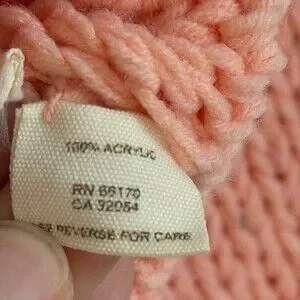 100% ACRYLIC
RN 66170
CA 32054
SEE REVERSE FOR CARE